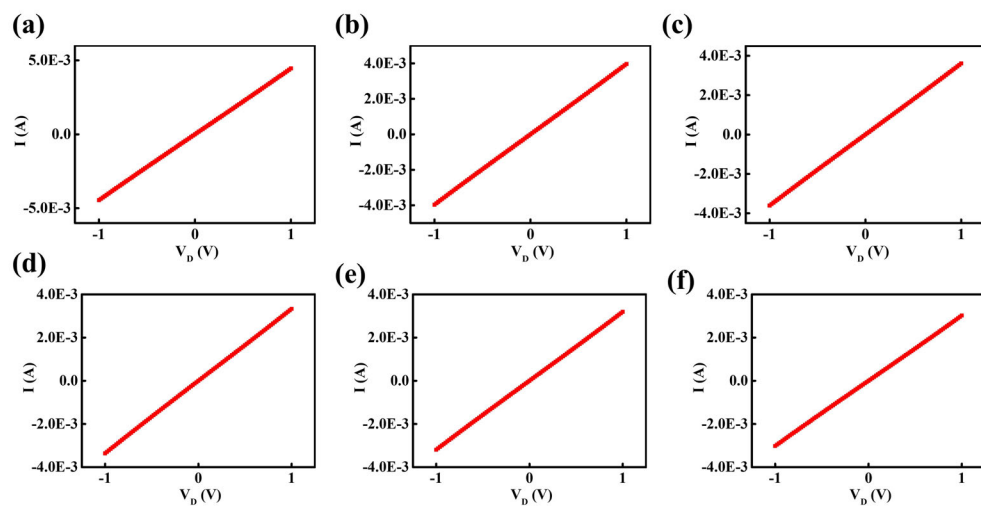 (a)
5.0E-3
0.0
-5.0E-3
I (A)
-1 0 1
V_D (V)
(b)
4.0E-3
2.0E-3
0.0
-2.0E-3
-4.0E-3
I (A)
-1 0 1
V_D (V)
(c)
4.0E-3
2.0E-3
0.0
-2.0E-3
-4.0E-3
I (A)
-1 0 1
V_D (V)
(d)
4.0E-3
2.0E-3
0.0
-2.0E-3
-4.0E-3
I (A)
-1 0 1
V_D (V)
(e)
4.0E-3
2.0E-3
0.0
-2.0E-3
-4.0E-3
I (A)
-1 0 1
V_D (V)
(f)
4.0E-3
2.0E-3
0.0
-2.0E-3
-4.0E-3
I (A)
-1 0 1
V_D (V)